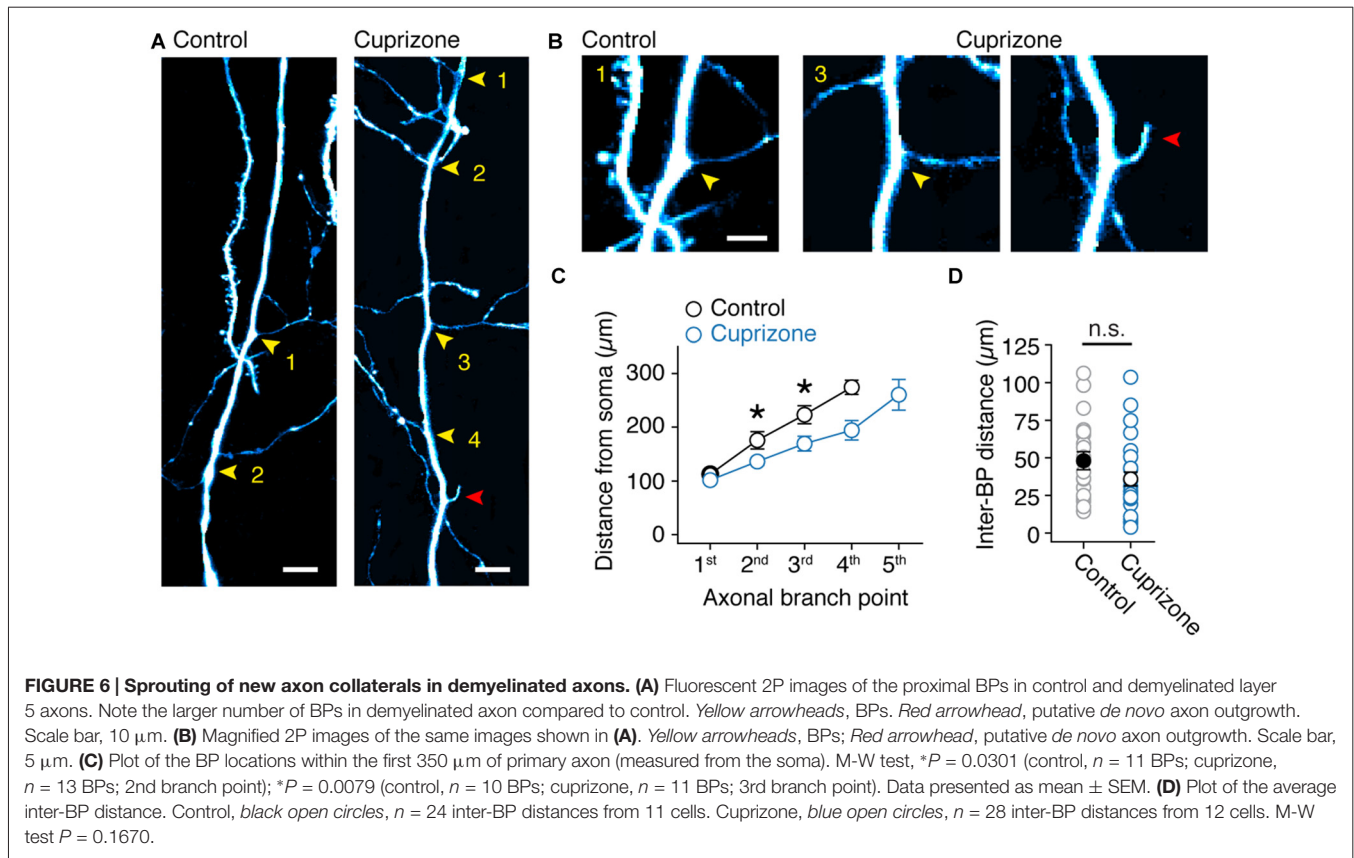 A Control Cuprizone
1
2
1
2
3
4
B Control Cuprizone
1
3
C
Control
Cuprizone
Distance from soma (µm)
300
200
100
0
* *
1st 2nd 3rd 4th 5th
Axonal branch point
D
n.s.
Inter-BP distance (µm)
125
100
75
50
25
0
Control
Cuprizone
FIGURE 6 | Sprouting of new axon collaterals in demyelinated axons. (A) Fluorescent 2P images of the proximal BPs in control and demyelinated layer
5 axons. Note the larger number of BPs in demyelinated axon compared to control. Yellow arrowheads, BPs. Red arrowhead, putative de novo axon outgrowth.
Scale bar, 10 µm. (B) Magnified 2P images of the same images shown in (A). Yellow arrowheads, BPs; Red arrowhead, putative de novo axon outgrowth. Scale bar,
5 µm. (C) Plot of the BP locations within the first 350 µm of primary axon (measured from the soma). M-W test, *P = 0.0301 (control, n = 11 BPs; cuprizone,
n = 13 BPs; 2nd branch point); *P = 0.0079 (control, n = 10 BPs; cuprizone, n = 11 BPs; 3rd branch point). Data presented as mean ± SEM. (D) Plot of the average
inter-BP distance. Control, black open circles, n = 24 inter-BP distances from 11 cells. Cuprizone, blue open circles, n = 28 inter-BP distances from 12 cells. M-W
test P = 0.1670.